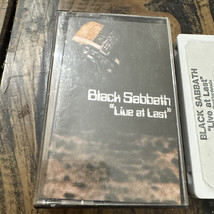 Black Sabbath
"Live at Last"
BLACK SABBATH
"Live at Last"